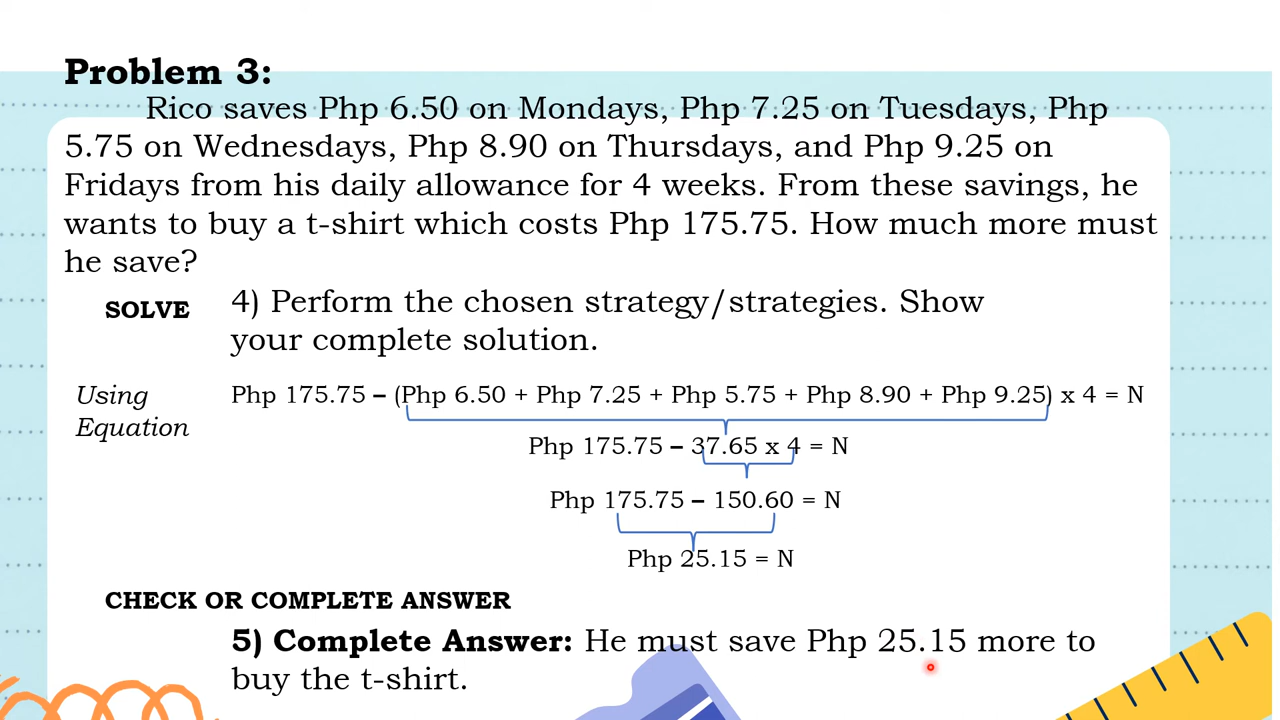 Problem 3:
Rico saves Php 6.50 on Mondays, Php 7.25 on Tuesdays, Php
5.75 on Wednesdays, Php 8.90 on Thursdays, and Php 9.25 on
Fridays from his daily allowance for 4 weeks. From these savings, he
wants to buy a t-shirt which costs Php 175.75. How much more must
he save?
SOLVE
4) Perform the chosen strategy/strategies. Show
your complete solution.
Using
Equation
Php 175.75 – (Php 6.50 + Php 7.25 + Php 5.75 + Php 8.90 + Php 9.25) x 4 = N
Php 175.75 – 37.65 x 4 = N
Php 175.75 – 150.60 = N
Php 25.15 = N
CHECK OR COMPLETE ANSWER
5) Complete Answer: He must save Php 25.15 more to
buy the t-shirt.